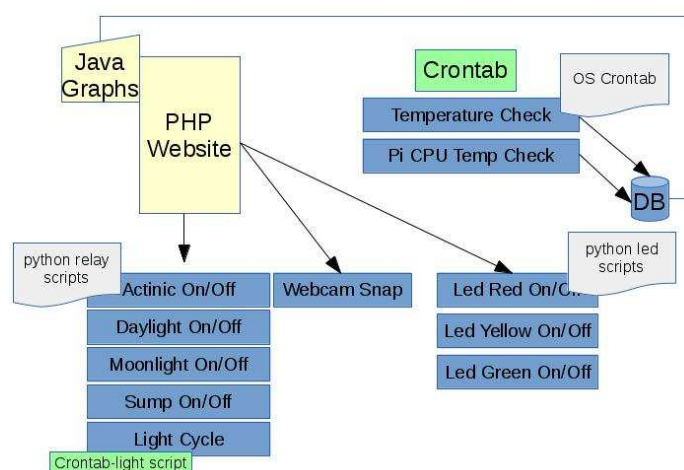 Java
Graphs
PHP
Website
Crontab
OS Crontab
Temperature Check
Pi CPU Temp Check
DB
python relay
scripts
python led
scripts
Actinic On/Off
Webcam Snap
Led Red On/Off
Daylight On/Off
Led Yellow On/Off
Moonlight On/Off
Led Green On/Off
Sump On/Off
Light Cycle
Crontab-light script